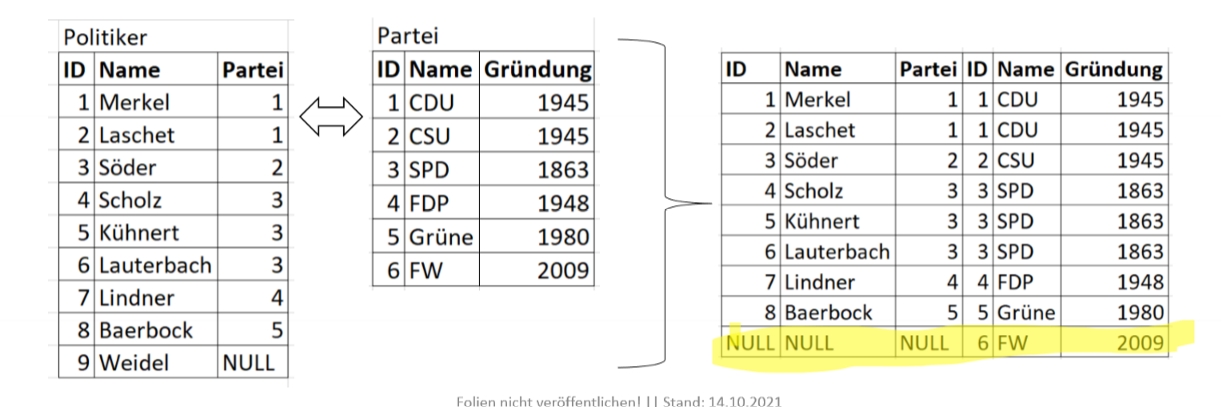 Politiker
ID Name Partei
1 Merkel 1
2 Laschet 1
3 Söder 2
4 Scholz 3
5 Kühnert 3
6 Lauterbach 3
7 Lindner 4
8 Baerbock 5
9 Weidel NULL
Partei
ID Name Gründung
1 CDU 1945
2 CSU 1945
3 SPD 1863
4 FDP 1948
5 Grüne 1980
6 FW 2009
ID Name Partei ID Name Gründung
1 Merkel 1 1 CDU 1945
2 Laschet 1 1 CDU 1945
3 Söder 2 2 CSU 1945
4 Scholz 3 3 SPD 1863
5 Kühnert 3 3 SPD 1863
6 Lauterbach 3 3 SPD 1863
7 Lindner 4 4 FDP 1948
8 Baerbock 5 5 Grüne 1980
NULL NULL NULL 6 FW 2009
Folien nicht veröffentlichen! || Stand: 14.10.2021